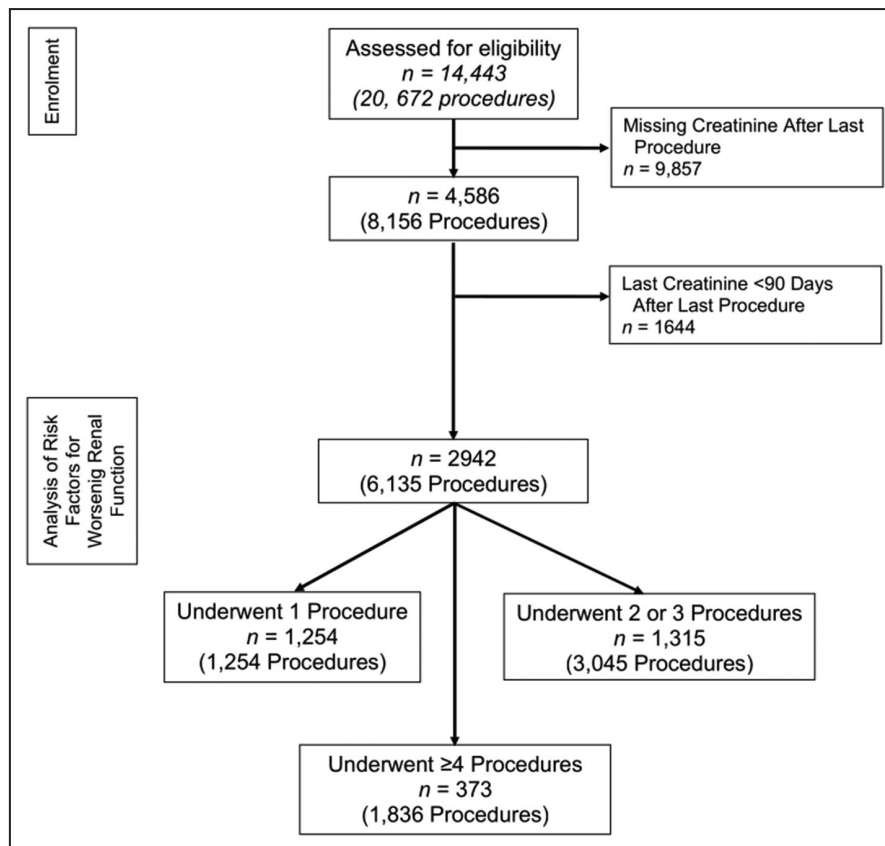 Enrolment
Assessed for eligibility
n = 14,443
(20, 672 procedures)
Missing Creatinine After Last
Procedure
n = 9,857
n = 4,586
(8,156 Procedures)
Last Creatinine <90 Days
After Last Procedure
n = 1644
Analysis of Risk
Factors for
Worsenig Renal
Function
n = 2942
(6,135 Procedures)
Underwent 1 Procedure
n = 1,254
(1,254 Procedures)
Underwent 2 or 3 Procedures
n = 1,315
(3,045 Procedures)
Underwent ≥4 Procedures
n = 373
(1,836 Procedures)